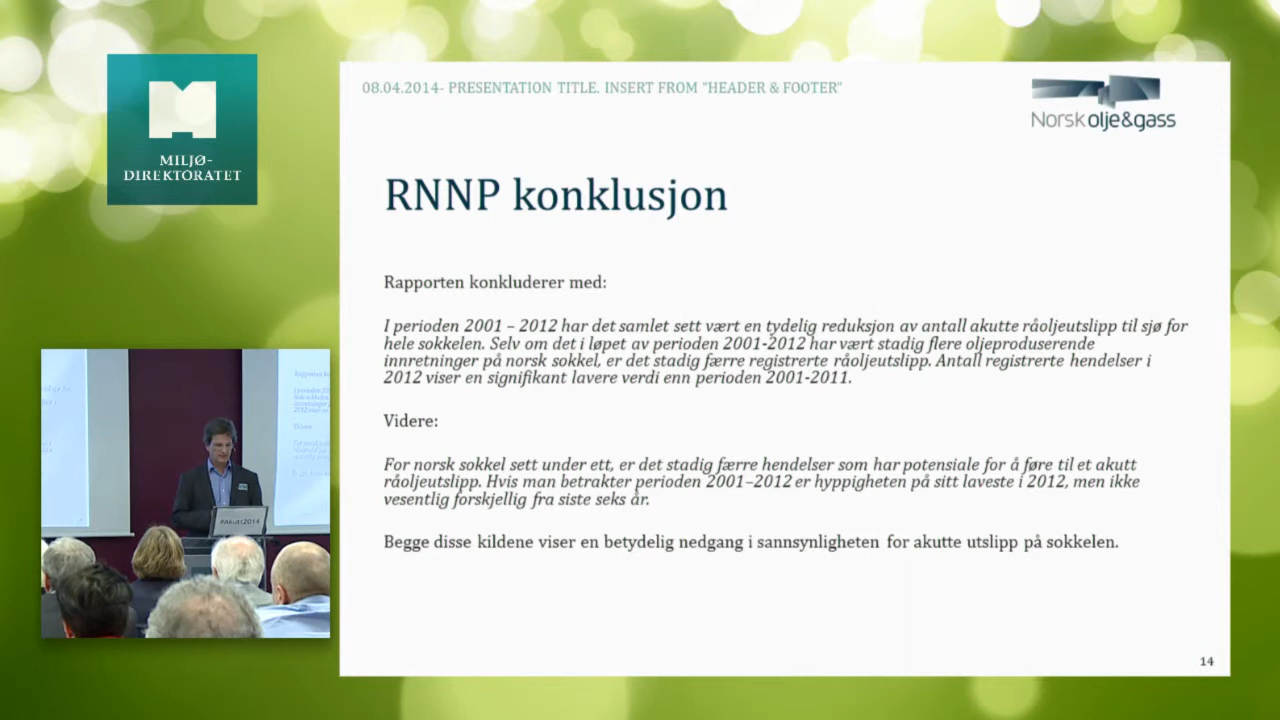 MILJØ-
DIREKTORATET
08.04.2014- PRESENTATION TITLE. INSERT FROM "HEADER & FOOTER"
Norsk olje&gass
RNNP konklusjon
Rapporten konkluderer med:
I perioden 2001 – 2012 har det samlet sett vært en tydelig reduksjon av antall akutte råoljeutslipp til sjø for
hele sokkelen. Selv om det i løpet av perioden 2001-2012 har vært stadig flere oljeproduserende
innretninger på norsk sokkel, er det stadig færre registrerte råoljeutslipp. Antall registrerte hendelser i
2012 viser en signifikant lavere verdi enn perioden 2001-2011.
Videre:
For norsk sokkel sett under ett, er det stadig færre hendelser som har potensiale for å føre til et akutt
råoljeutslipp. Hvis man betrakter perioden 2001–2012 er hyppigheten på sitt laveste i 2012, men ikke
vesentlig forskjellig fra siste seks år.
Begge disse kildene viser en betydelig nedgang i sannsynligheten for akutte utslipp på sokkelen.
14
#Akutt2014